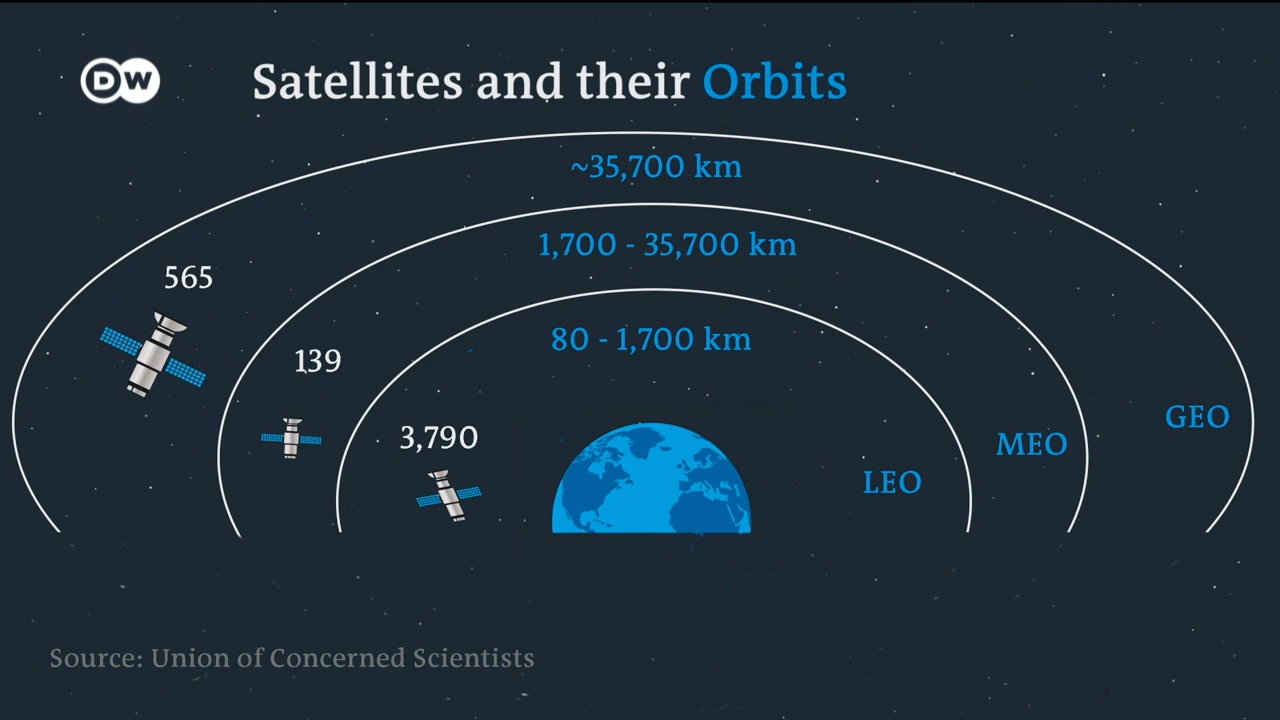 DW
Satellites and their Orbits
~35,700 km
1,700 - 35,700 km
565
80 - 1,700 km
139
GEO
3,790
MEO
LEO
Source: Union of Concerned Scientists